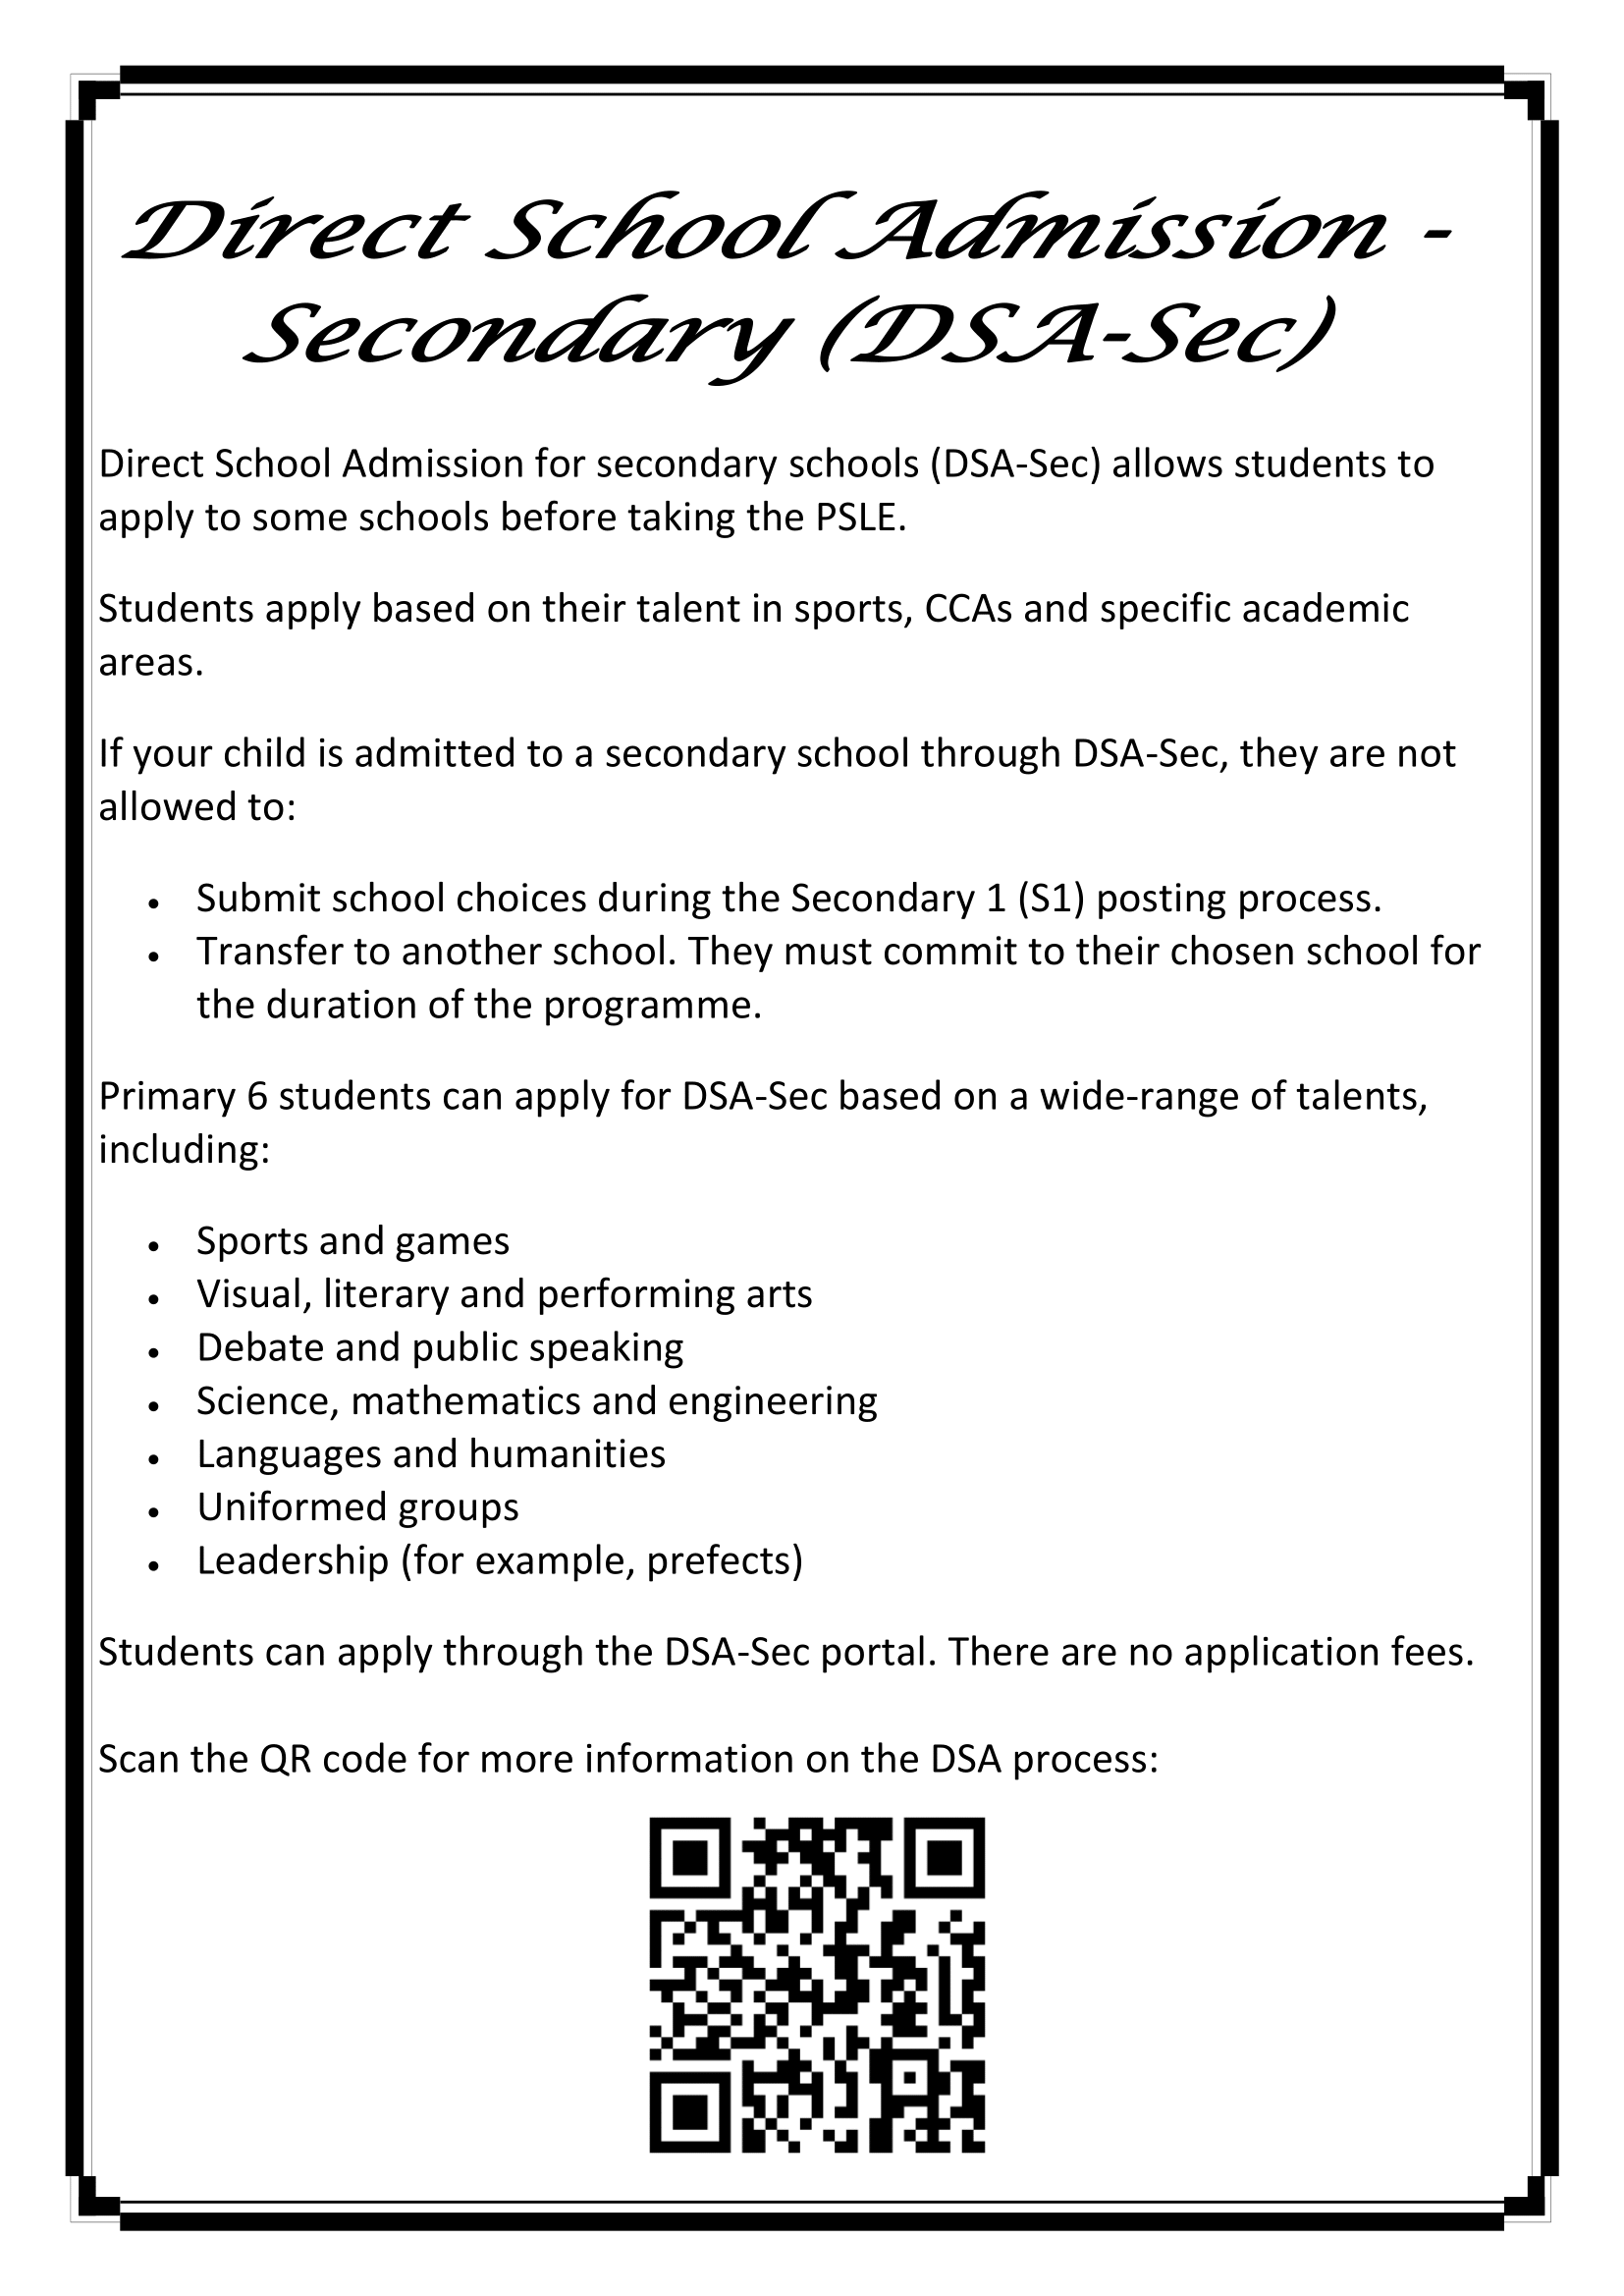 Direct School Admission -
Secondary (DSA-Sec)
Direct School Admission for secondary schools (DSA-Sec) allows students to
apply to some schools before taking the PSLE.
Students apply based on their talent in sports, CCAs and specific academic
areas.
If your child is admitted to a secondary school through DSA-Sec, they are not
allowed to:
• Submit school choices during the Secondary 1 (S1) posting process.
• Transfer to another school. They must commit to their chosen school for
the duration of the programme.
Primary 6 students can apply for DSA-Sec based on a wide-range of talents,
including:
• Sports and games
• Visual, literary and performing arts
• Debate and public speaking
• Science, mathematics and engineering
• Languages and humanities
• Uniformed groups
• Leadership (for example, prefects)
Students can apply through the DSA-Sec portal. There are no application fees.
Scan the QR code for more information on the DSA process: